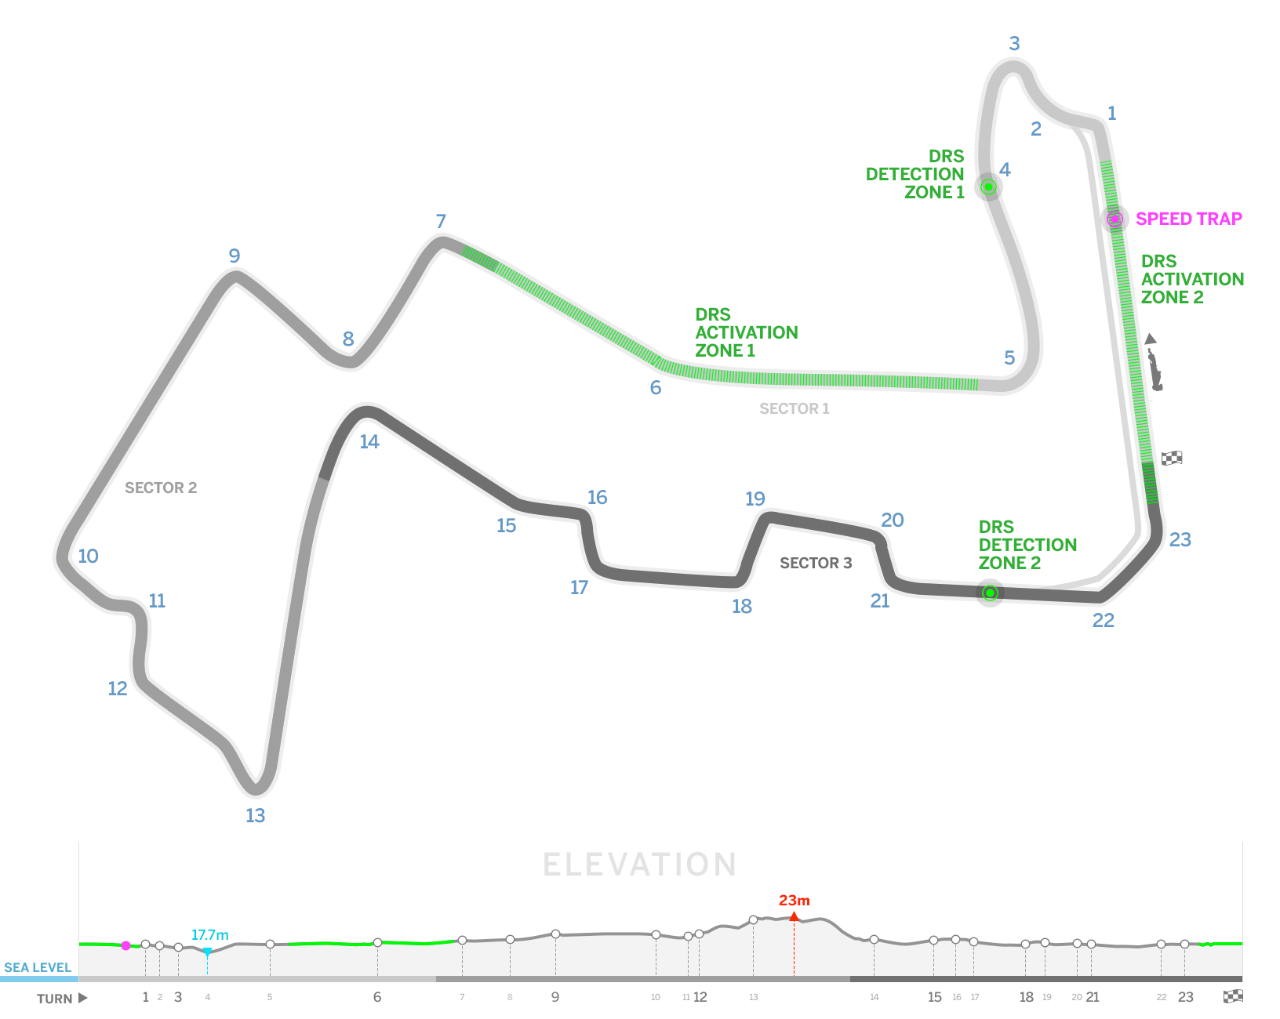 3
1
2
DRS
DETECTION
ZONE 1
4
SPEED TRAP
7
9
DRS
ACTIVATION
ZONE 2
DRS
ACTIVATION
ZONE 1
8
5
6
SECTOR 1
14
SECTOR 2
16
19
15
20
DRS
DETECTION
ZONE 2
23
10
SECTOR 3
17
11
21
18
22
12
13
ELEVATION
23m
17.7m
SEA LEVEL
TURN 1 2 3 4 5 6 7 8 9 10 11 12 13 14 15 16 17 18 19 20 21 22 23